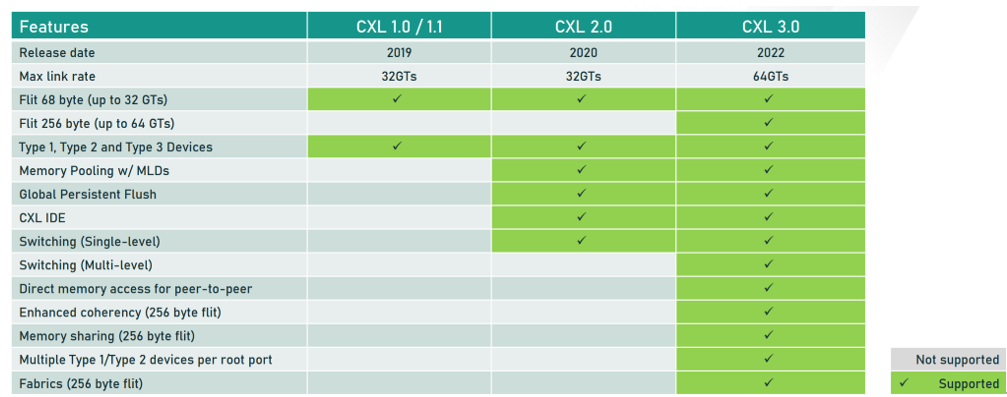 Features CXL 1.0 / 1.1 CXL 2.0 CXL 3.0
Release date 2019 2020 2022
Max link rate 32GTs 32GTs 64GTs
Flit 68 byte (up to 32 GTs) ✓ ✓ ✓
Flit 256 byte (up to 64 GTs) ✓
Type 1, Type 2 and Type 3 Devices ✓ ✓ ✓
Memory Pooling w/ MLDs ✓ ✓
Global Persistent Flush ✓ ✓
CXL IDE ✓ ✓
Switching (Single-level) ✓ ✓
Switching (Multi-level) ✓
Direct memory access for peer-to-peer ✓
Enhanced coherency (256 byte flit) ✓
Memory sharing (256 byte flit) ✓
Multiple Type 1/Type 2 devices per root port ✓
Fabrics (256 byte flit) ✓
Not supported
✓ Supported